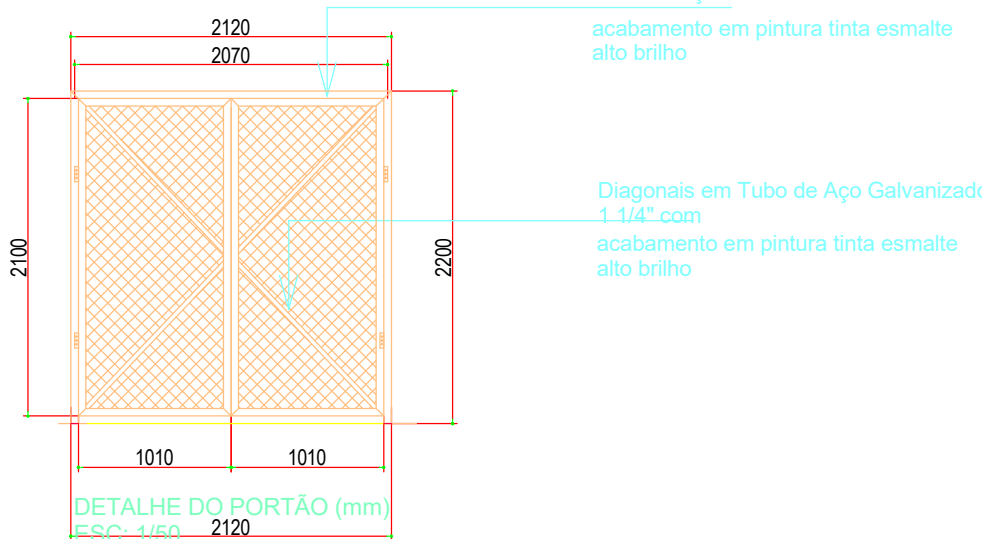 acabamento em pintura tinta esmalte
alto brilho
2120
2070
Diagonais em Tubo de Aço Galvanizado
1 1/4" com
acabamento em pintura tinta esmalte
alto brilho
2100
2200
1010
1010
DETALHE DO PORTÃO (mm)
ESC: 1/50
2120